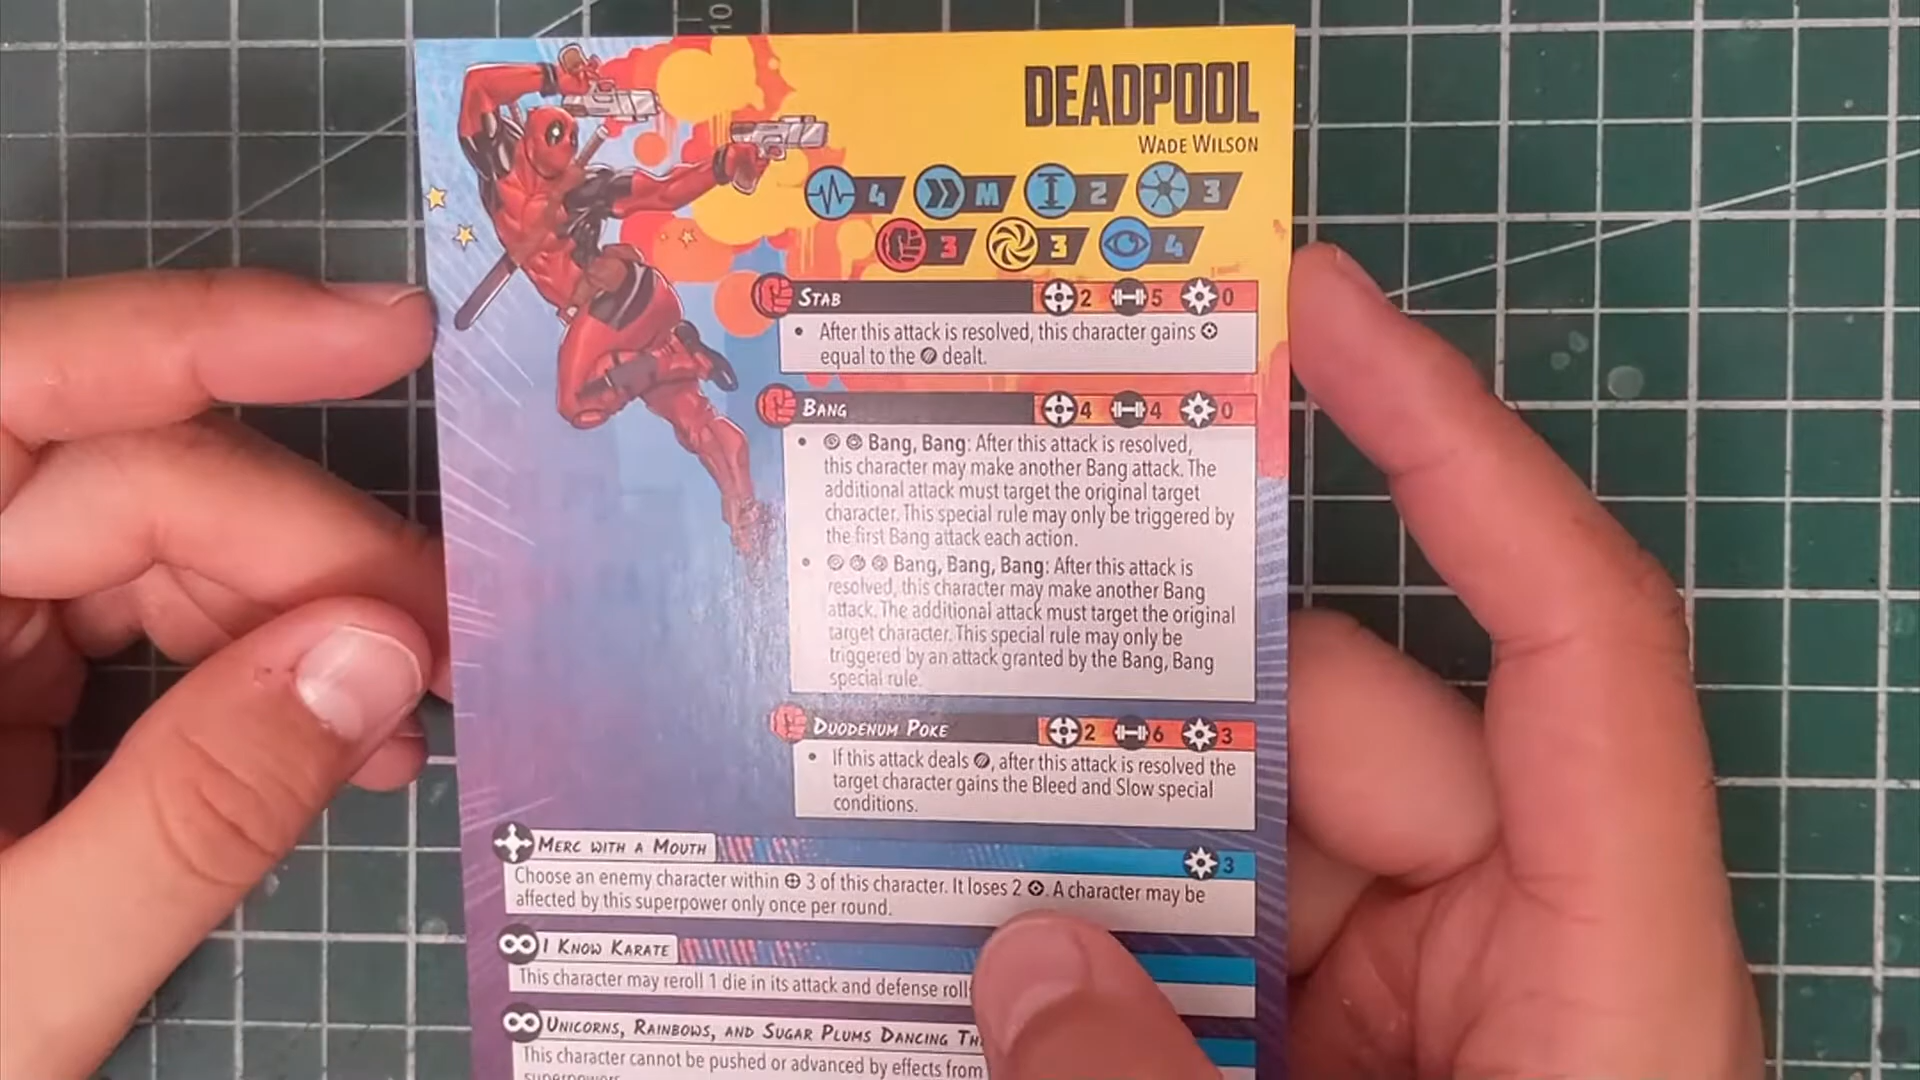 10
DEADPOOL
WADE WILSON
4 M 2 3
3 3 4
STAB 2 5 0
• After this attack is resolved, this character gains
equal to the dealt.
BANG 4 4 0
• Bang, Bang: After this attack is resolved,
this character may make another Bang attack. The
additional attack must target the original target
character. This special rule may only be triggered by
the first Bang attack each action.
• Bang, Bang, Bang: After this attack is
resolved, this character may make another Bang
attack. The additional attack must target the original
target character. This special rule may only be
triggered by an attack granted by the Bang, Bang
special rule.
DUODENUM POKE 2 6 3
• If this attack deals , after this attack is resolved the
target character gains the Bleed and Slow special
conditions.
MERC WITH A MOUTH 3
Choose an enemy character within 3 of this character. It loses 2 . A character may be
affected by this superpower only once per round.
I KNOW KARATE
This character may reroll 1 die in its attack and defense
UNICORNS, RAINBOWS, AND SUGAR PLUMS DANCING
This character cannot be pushed or advanced by effects from